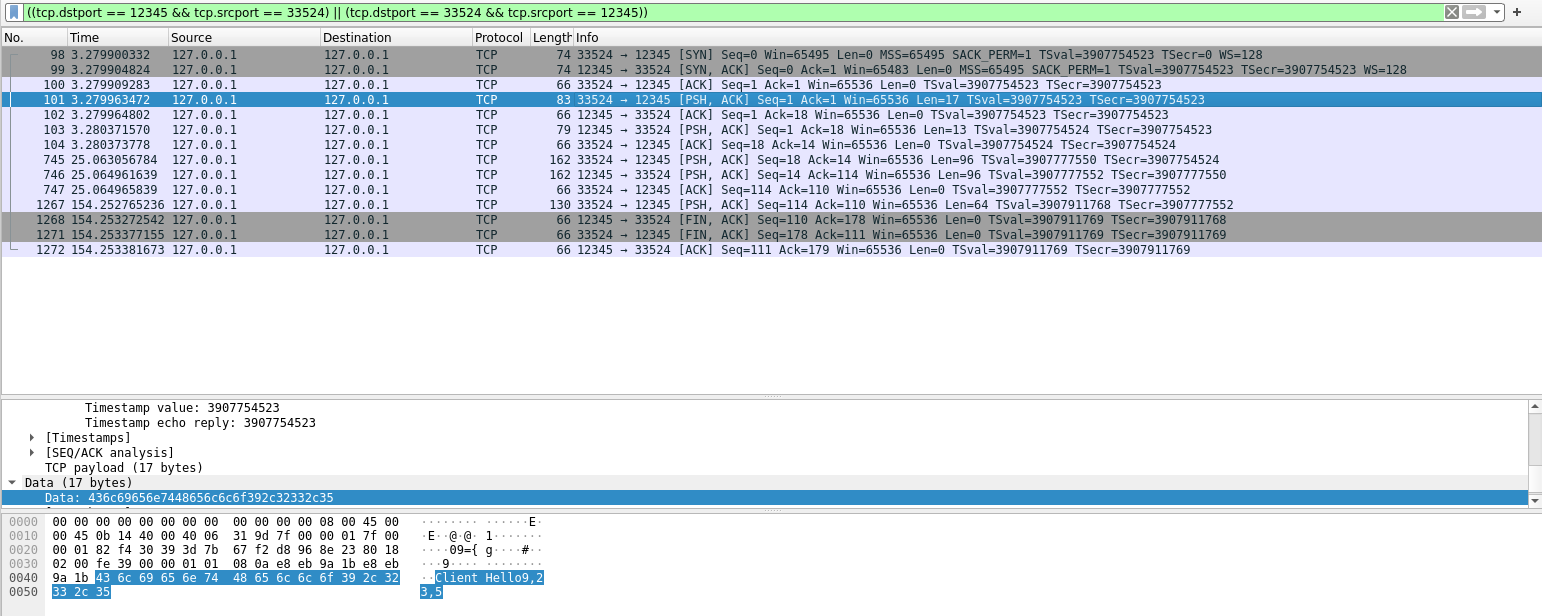 ((tcp.dstport == 12345 && tcp.srcport == 33524) || (tcp.dstport == 33524 && tcp.srcport == 12345))
No. Time Source Destination Protocol Length Info
98 3.279900332 127.0.0.1 127.0.0.1 TCP 74 33524 → 12345 [SYN] Seq=0 Win=65495 Len=0 MSS=65495 SACK_PERM=1 TSval=3907754523 TSecr=0 WS=128
99 3.279904824 127.0.0.1 127.0.0.1 TCP 74 12345 → 33524 [SYN, ACK] Seq=0 Ack=1 Win=65483 Len=0 MSS=65495 SACK_PERM=1 TSval=3907754523 TSecr=3907754523 WS=128
100 3.279909283 127.0.0.1 127.0.0.1 TCP 66 33524 → 12345 [ACK] Seq=1 Ack=1 Win=65536 Len=0 TSval=3907754523 TSecr=3907754523
101 3.279963472 127.0.0.1 127.0.0.1 TCP 83 33524 → 12345 [PSH, ACK] Seq=1 Ack=1 Win=65536 Len=17 TSval=3907754523 TSecr=3907754523
102 3.279964802 127.0.0.1 127.0.0.1 TCP 66 12345 → 33524 [ACK] Seq=1 Ack=18 Win=65536 Len=0 TSval=3907754523 TSecr=3907754523
103 3.280371570 127.0.0.1 127.0.0.1 TCP 79 12345 → 33524 [PSH, ACK] Seq=1 Ack=18 Win=65536 Len=13 TSval=3907754524 TSecr=3907754523
104 3.280373778 127.0.0.1 127.0.0.1 TCP 66 33524 → 12345 [ACK] Seq=18 Ack=14 Win=65536 Len=0 TSval=3907754524 TSecr=3907754524
745 25.063056784 127.0.0.1 127.0.0.1 TCP 162 33524 → 12345 [PSH, ACK] Seq=18 Ack=14 Win=65536 Len=96 TSval=3907777550 TSecr=3907754524
746 25.064961639 127.0.0.1 127.0.0.1 TCP 162 12345 → 33524 [PSH, ACK] Seq=14 Ack=114 Win=65536 Len=96 TSval=3907777552 TSecr=3907777550
747 25.064965839 127.0.0.1 127.0.0.1 TCP 66 33524 → 12345 [ACK] Seq=114 Ack=110 Win=65536 Len=0 TSval=3907777552 TSecr=3907777552
1267 154.252765236 127.0.0.1 127.0.0.1 TCP 130 33524 → 12345 [PSH, ACK] Seq=114 Ack=110 Win=65536 Len=64 TSval=3907911768 TSecr=3907777552
1268 154.253272542 127.0.0.1 127.0.0.1 TCP 66 12345 → 33524 [FIN, ACK] Seq=110 Ack=178 Win=65536 Len=0 TSval=3907911769 TSecr=3907911768
1271 154.253377155 127.0.0.1 127.0.0.1 TCP 66 33524 → 12345 [FIN, ACK] Seq=178 Ack=111 Win=65536 Len=0 TSval=3907911769 TSecr=3907911769
1272 154.253381673 127.0.0.1 127.0.0.1 TCP 66 12345 → 33524 [ACK] Seq=111 Ack=179 Win=65536 Len=0 TSval=3907911769 TSecr=3907911769
Timestamp value: 3907754523
Timestamp echo reply: 3907754523
[Timestamps]
[SEQ/ACK analysis]
TCP payload (17 bytes)
Data (17 bytes)
Data: 436c69656e7448656c6c6f392c32332c35
0000 00 00 00 00 00 00 00 00 00 00 00 00 08 00 45 00 ········ ······E·
0010 00 45 0b 14 40 00 40 06 31 9d 7f 00 00 01 7f 00 ·E··@·@· 1·······
0020 00 01 82 f4 30 39 3d 7b 67 f2 d8 96 8e 23 80 18 ····09={ g····#··
0030 02 00 fe 39 00 00 01 01 08 0a e8 eb 9a 1b e8 eb ···9···· ········
0040 9a 1b 43 6c 69 65 6e 74 48 65 6c 6c 6f 39 2c 32 ··Client Hello9,2
0050 33 2c 35 3,5